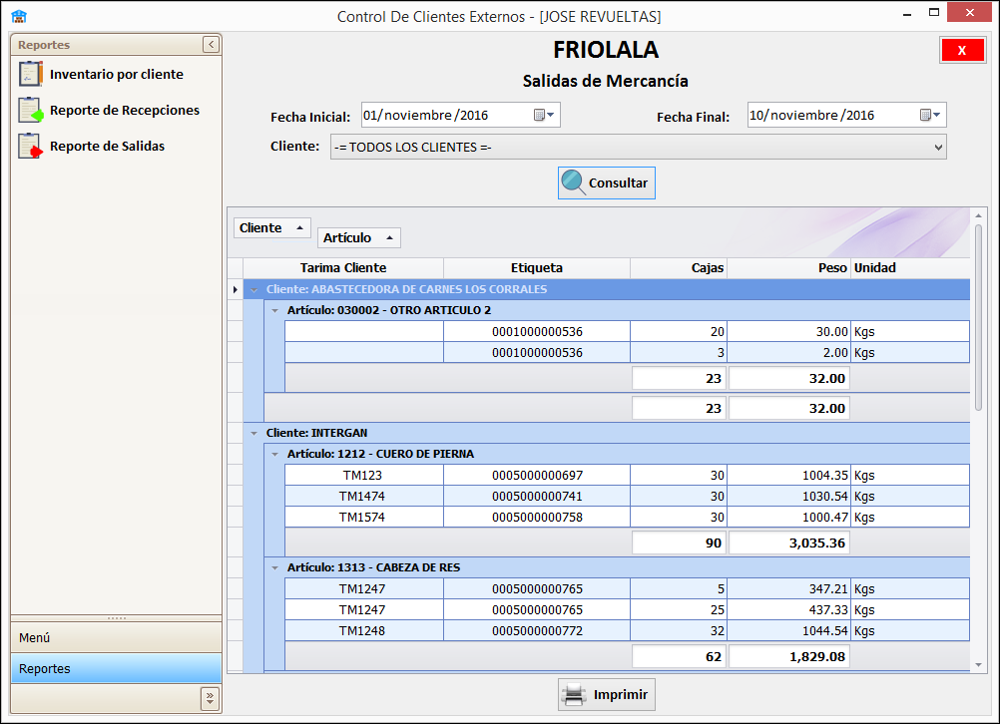 Control De Clientes Externos - [JOSE REVUELTAS]
Reportes
Inventario por cliente
Reporte de Recepciones
Reporte de Salidas
Menú
Reportes
FRIOLALA
X
Salidas de Mercancía
Fecha Inicial: 01/noviembre/2016 Fecha Final: 10/noviembre/2016
Cliente: -= TODOS LOS CLIENTES =-
Consultar
Cliente
Artículo
Tarima Cliente Etiqueta Cajas Peso Unidad
Cliente: ABASTECEDORA DE CARNES LOS CORRALES
Artículo: 030002 - OTRO ARTICULO 2
0001000000536 20 30.00 Kgs
0001000000536 3 2.00 Kgs
23 32.00
23 32.00
Cliente: INTERGAN
Artículo: 1212 - CUERO DE PIERNA
TM123 0005000000697 30 1004.35 Kgs
TM1474 0005000000741 30 1030.54 Kgs
TM1574 0005000000758 30 1000.47 Kgs
90 3,035.36
Artículo: 1313 - CABEZA DE RES
TM1247 0005000000765 5 347.21 Kgs
TM1247 0005000000765 25 437.33 Kgs
TM1248 0005000000772 32 1044.54 Kgs
62 1,829.08
Imprimir